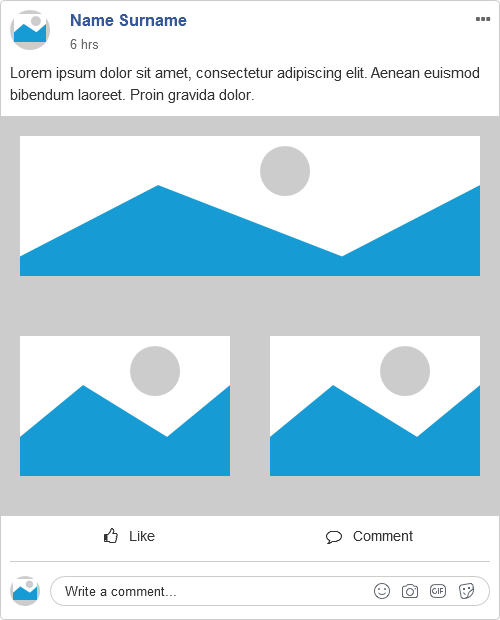 Name Surname
6 hrs
Lorem ipsum dolor sit amet, consectetur adipiscing elit. Aenean euismod
bibendum laoreet. Proin gravida dolor.
Like
Comment
Write a comment...
GIF